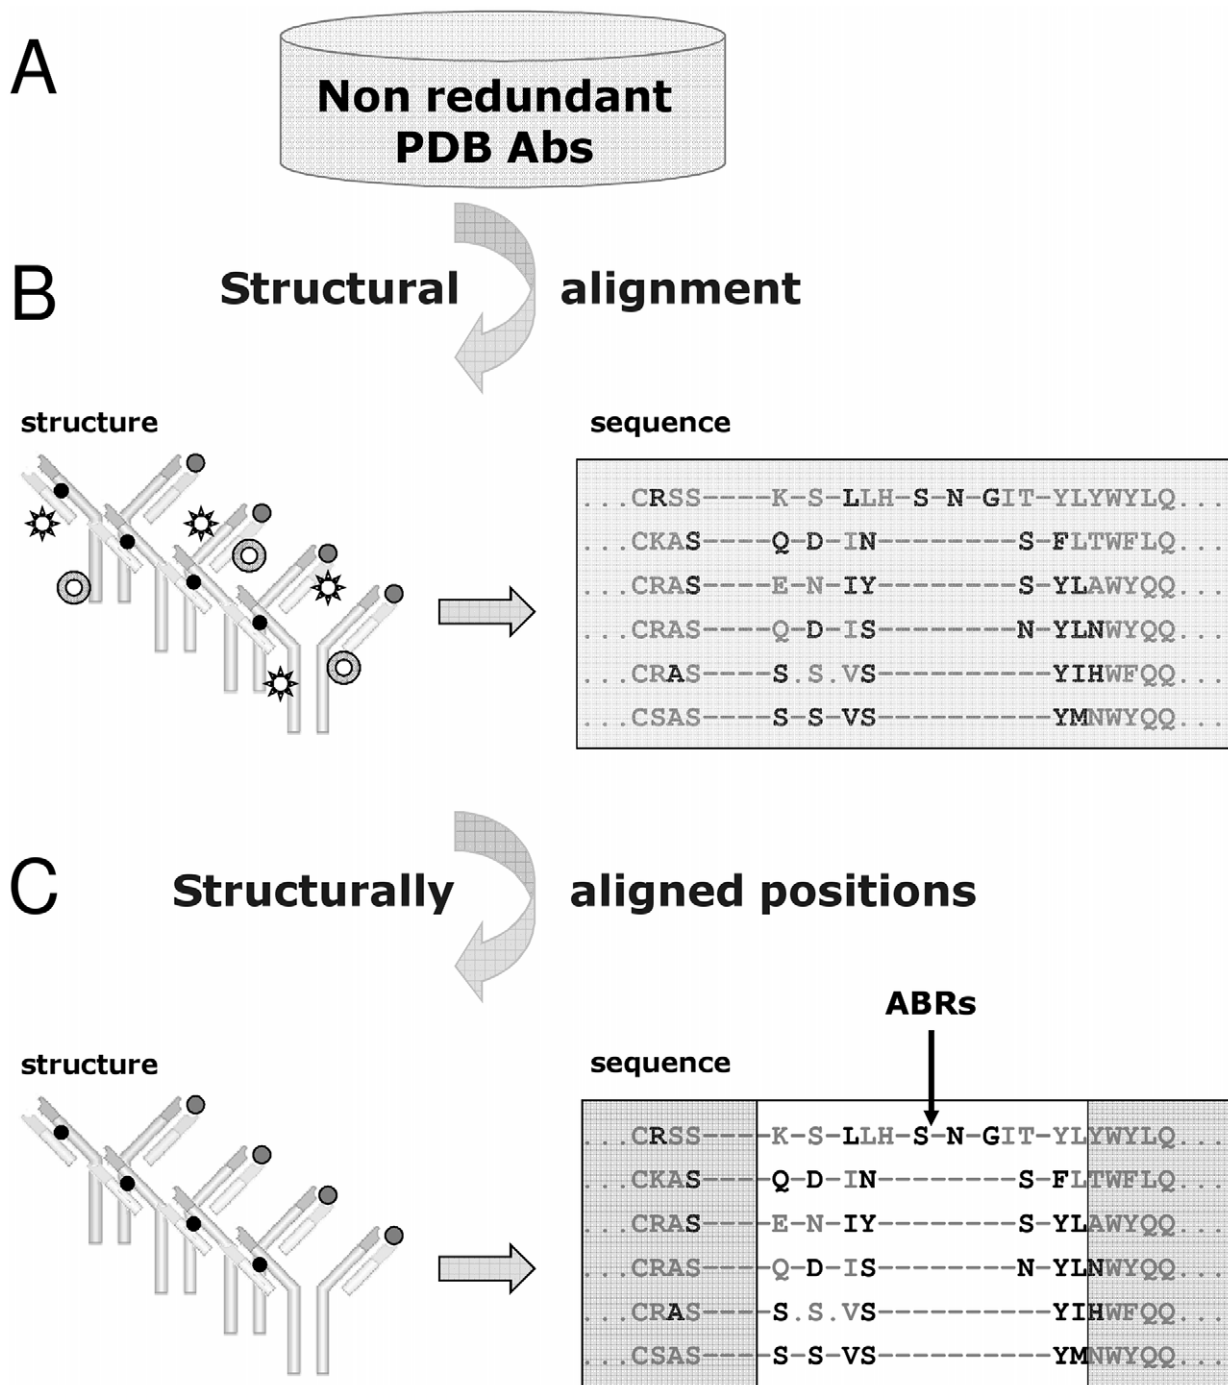 A
Non redundant
PDB Abs
B
Structural alignment
structure
sequence
...CRSS----K-S-LLH-S-N-GIT-YLYWYLQ...
...CKAS----Q-D-IN--------S-FLTWFLQ...
...CRAS----E-N-IY--------S-YLAWYQQ...
...CRAS----Q-D-IS--------N-YLNWYQQ...
...CRAS----S.S.VS----------YIHWFQQ...
...CSAS----S-S-VS----------YMNWYQQ...
C
Structurally aligned positions
ABRs
structure
sequence
...CRSS----K-S-LLH-S-N-GIT-YLYWYLQ...
...CKAS----Q-D-IN--------S-FLTWFLQ...
...CRAS----E-N-IY--------S-YLAWYQQ...
...CRAS----Q-D-IS--------N-YLNWYQQ...
...CRAS----S.S.VS----------YIHWFQQ...
...CSAS----S-S-VS----------YMNWYQQ...